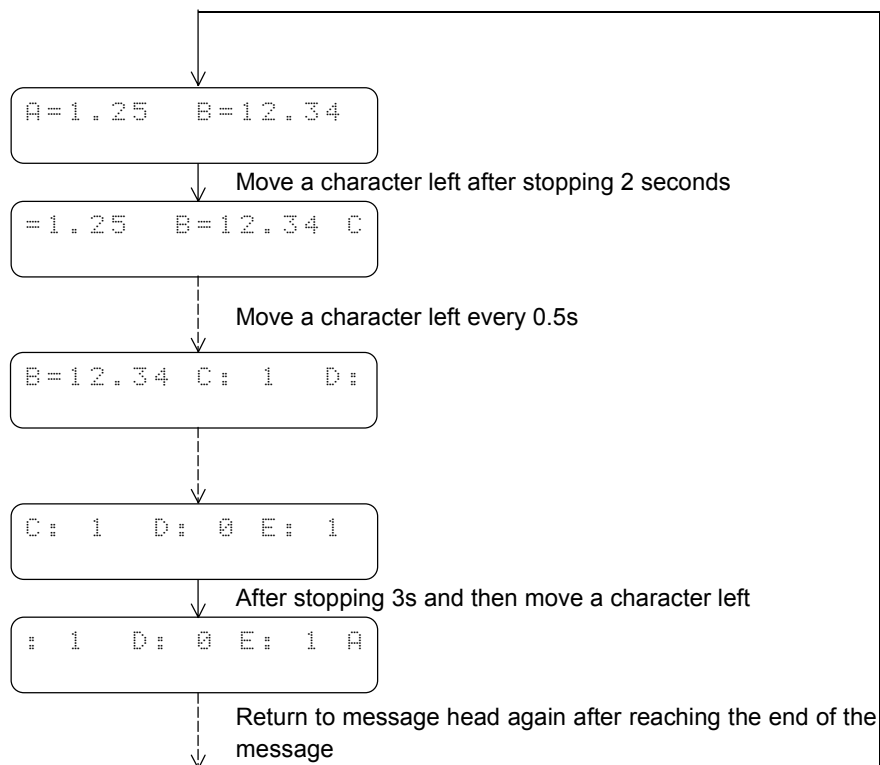 A=1.25  B=12.34
Move a character left after stopping 2 seconds
=1.25  B=12.34 C
Move a character left every 0.5s
B=12.34 C: 1  D:
C: 1  D: 0 E: 1
After stopping 3s and then move a character left
: 1  D: 0 E: 1 A
Return to message head again after reaching the end of the
message